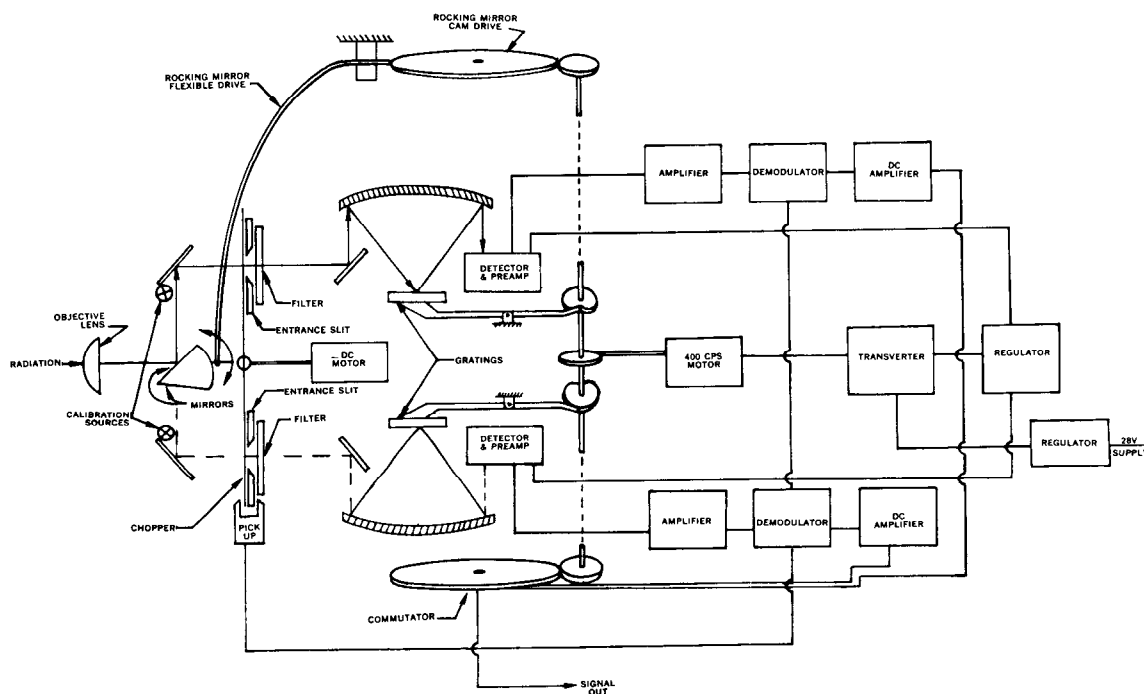 ROCKING MIRROR
CAM DRIVE
ROCKING MIRROR
FLEXIBLE DRIVE
AMPLIFIER
DEMODULATOR
DC
AMPLIFIER
DETECTOR
& PREAMP
FILTER
OBJECTIVE
LENS
ENTRANCE SLIT
RADIATION
DC
MOTOR
GRATINGS
400 CPS
MOTOR
TRANSVERTER
REGULATOR
MIRRORS
ENTRANCE SLIT
CALIBRATION
SOURCES
FILTER
DETECTOR
& PREAMP
REGULATOR
28V
SUPPLY
CHOPPER
PICK
UP
AMPLIFIER
DEMODULATOR
DC
AMPLIFIER
COMMUTATOR
SIGNAL
OUT